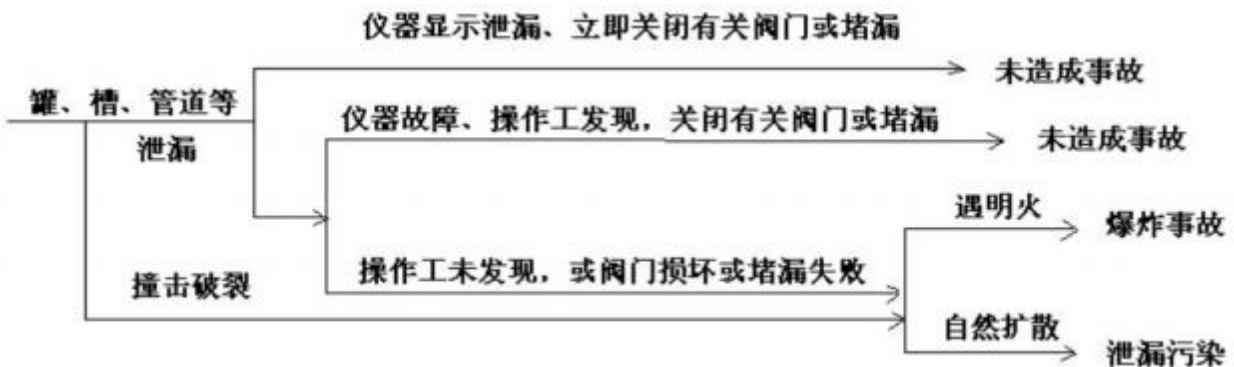 仪器显示泄漏、立即关闭有关阀门或堵漏
未造成事故
罐、槽、管道等
泄漏
仪器故障、操作工发现，关闭有关阀门或堵漏
未造成事故
遇明火
爆炸事故
操作工未发现，或阀门损坏或堵漏失败
撞击破裂
自然扩散
泄漏污染